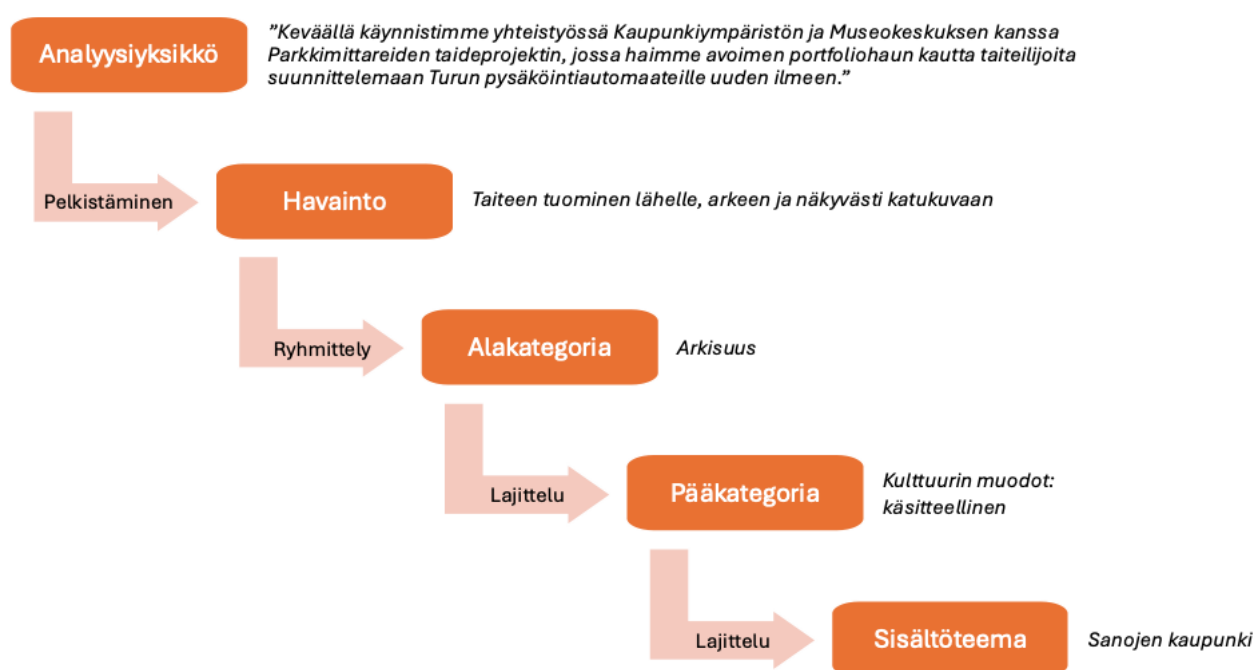 Analyysiyksikkö
”Keväällä käynnistimme yhteistyössä Kaupunkiympäristön ja Museokeskuksen kanssa
Parkkimittareiden taideprojektin, jossa haimme avoimen portfoliohaun kautta taiteilijoita
suunnittelemaan Turun pysäköintiautomaateille uuden ilmeen.”
Pelkistäminen
Havainto
Taiteen tuominen lähelle, arkeen ja näkyvästi katukuvaan
Ryhmittely
Alakategoria
Arkisuus
Lajittelu
Pääkategoria
Kulttuurin muodot:
käsitteellinen
Lajittelu
Sisältöteema
Sanojen kaupunki